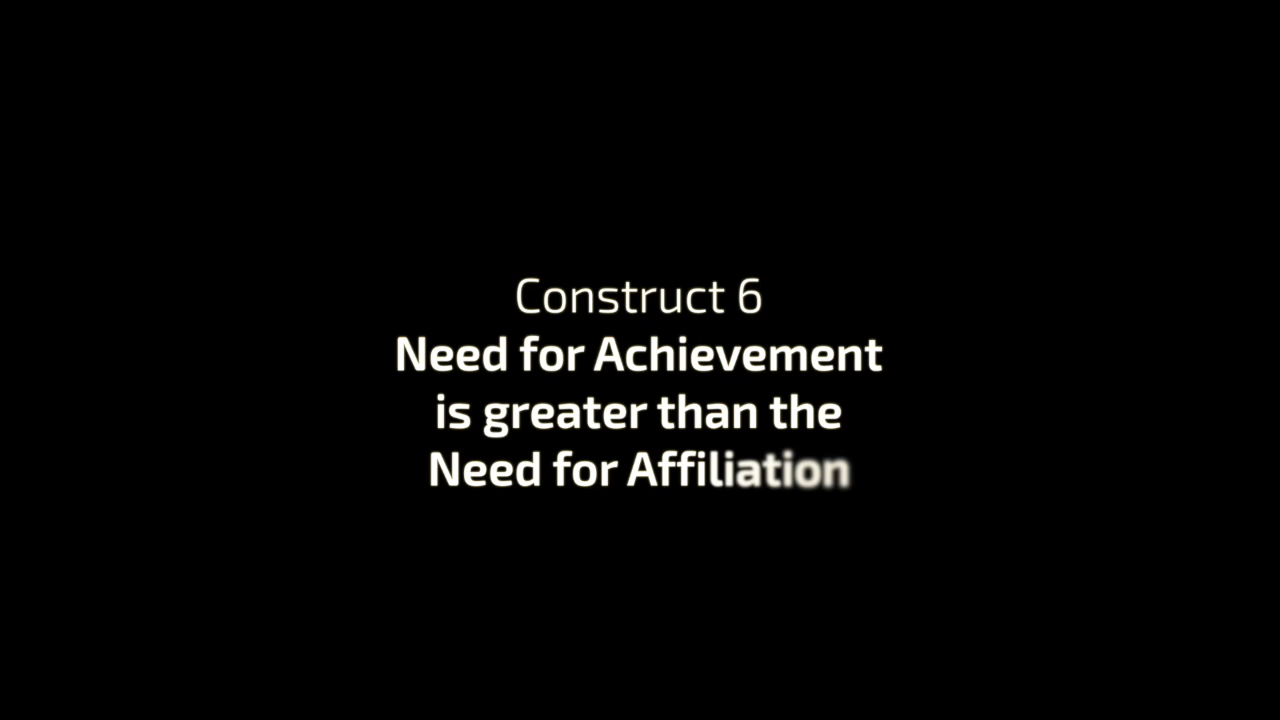 Construct 6
Need for Achievement
is greater than the
Need for Affiliation